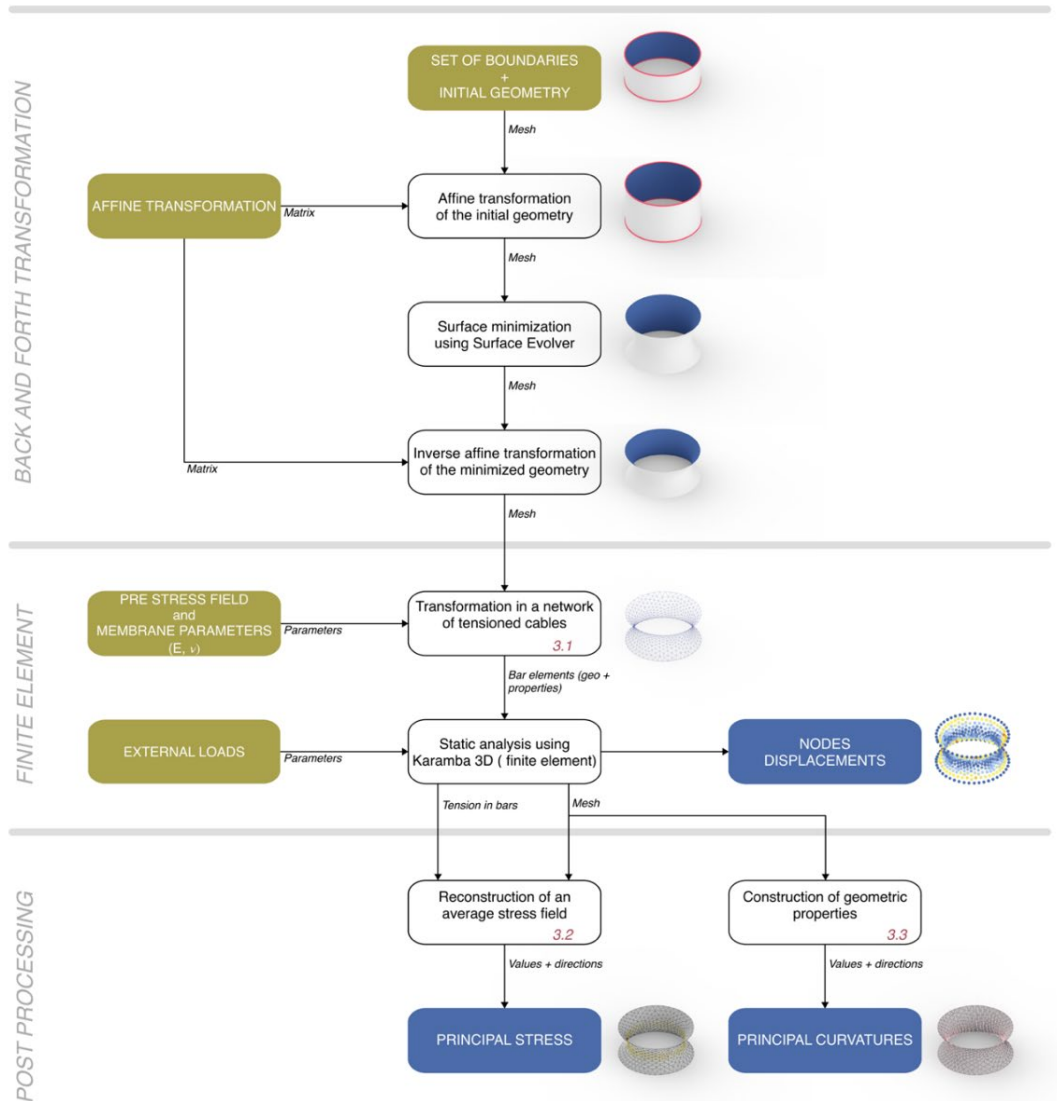 BACK AND FORTH TRANSFORMATION
SET OF BOUNDARIES
+
INITIAL GEOMETRY
Mesh
AFFINE TRANSFORMATION
Matrix
Affine transformation
of the initial geometry
Mesh
Surface minimization
using Surface Evolver
Mesh
Matrix
Inverse affine transformation
of the minimized geometry
Mesh
FINITE ELEMENT
PRE STRESS FIELD
and
MEMBRANE PARAMETERS
(E, ν)
Parameters
Transformation in a network
of tensioned cables
3.1
Bar elements (geo +
properties)
EXTERNAL LOADS
Parameters
Static analysis using
Karamba 3D ( finite element)
NODES
DISPLACEMENTS
Tension in bars
Mesh
POST PROCESSING
Reconstruction of an
average stress field
3.2
Construction of geometric
properties
3.3
Values + directions
Values + directions
PRINCIPAL STRESS
PRINCIPAL CURVATURES